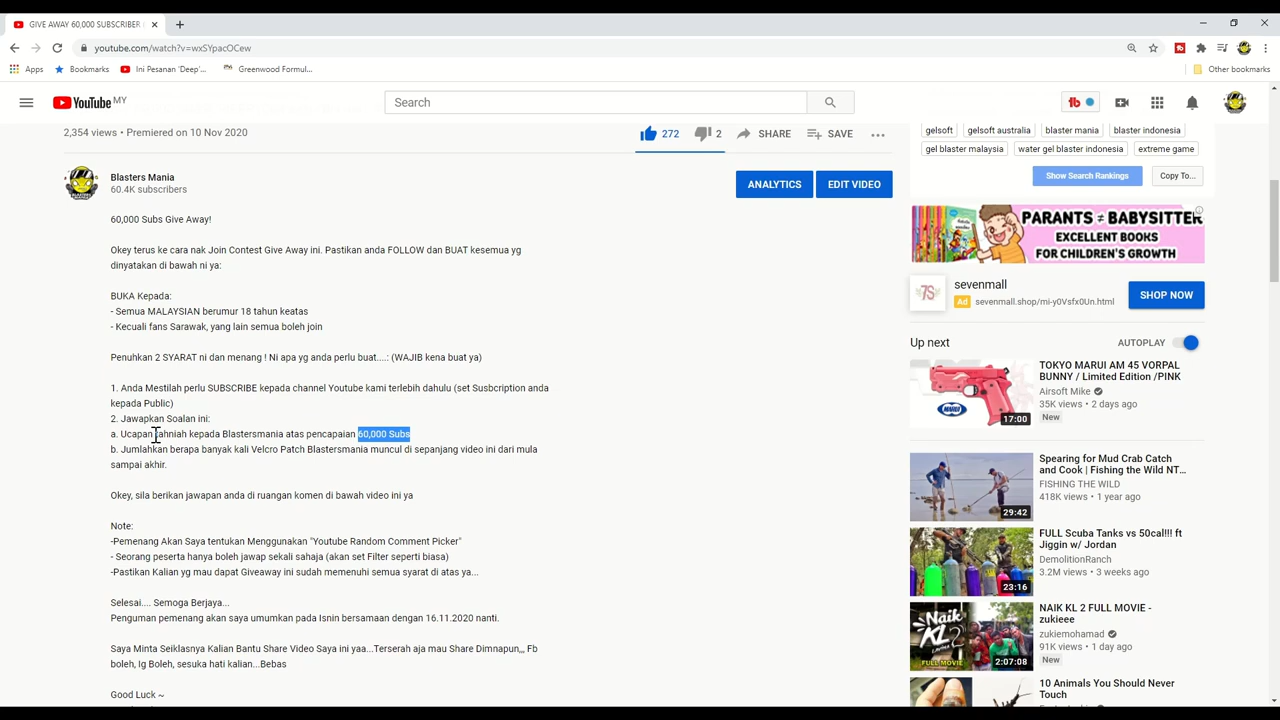 GIVE AWAY 60,000 SUBSCRIBER
youtube.com/watch?v=wxSYpacOCew
Apps
Bookmarks
Ini Pesanan 'Deep'...
Greenwood Formul...
Other bookmarks
YouTube MY
Search
2,354 views • Premiered on 10 Nov 2020
272
2
SHARE
SAVE
Blasters Mania
60.4K subscribers
ANALYTICS
EDIT VIDEO
60,000 Subs Give Away!
Okey terus ke cara nak Join Contest Give Away ini. Pastikan anda FOLLOW dan BUAT kesemua yg
dinyatakan di bawah ni ya:
BUKA Kepada:
- Semua MALAYSIAN berumur 18 tahun keatas
- Kecuali fans Sarawak, yang lain semua boleh join
Penuhkan 2 SYARAT ni dan menang ! Ni apa yg anda perlu buat....: (WAJIB kena buat ya)
1. Anda Mestilah perlu SUBSCRIBE kepada channel Youtube kami terlebih dahulu (set Susbcription anda
kepada Public)
2. Jawapkan Soalan ini:
a. Ucapan tahniah kepada Blastersmania atas pencapaian 60,000 Subs
b. Jumlahkan berapa banyak kali Velcro Patch Blastersmania muncul di sepanjang video ini dari mula
sampai akhir.
Okey, sila berikan jawapan anda di ruangan komen di bawah video ini ya
Note:
-Pemenang Akan Saya tentukan Menggunakan "Youtube Random Comment Picker"
- Seorang peserta hanya boleh jawap sekali sahaja (akan set Filter seperti biasa)
-Pastikan Kalian yg mau dapat Giveaway ini sudah memenuhi semua syarat di atas ya...
Selesai.... Semoga Berjaya...
Penguman pemenang akan saya umumkan pada Isnin bersamaan dengan 16.11.2020 nanti.
Saya Minta Seiklasnya Kalian Bantu Share Video Saya ini yaa...Terserah aja mau Share Dimnapun,,, Fb
boleh, Ig Boleh, sesuka hati kalian...Bebas
Good Luck ~
gelsoft
gelsoft australia
blaster mania
blaster indonesia
gel blaster malaysia
water gel blaster indonesia
extreme game
Show Search Rankings
Copy To...
PARANTS ≠ BABYSITTER
EXCELLENT BOOKS
FOR CHILDREN'S GROWTH
7S
sevenmall
Ad
sevenmall.shop/mi-y0Vsfx0Un.html
SHOP NOW
Up next
AUTOPLAY
TOKYO MARUI AM 45 VORPAL
BUNNY / Limited Edition /PINK
Airsoft Mike
35K views • 2 days ago
New
17:00
Spearing for Mud Crab Catch
and Cook | Fishing the Wild NT...
FISHING THE WILD
418K views • 1 year ago
29:42
FULL Scuba Tanks vs 50cal!!! ft
Jiggin w/ Jordan
DemolitionRanch
3.2M views • 3 weeks ago
23:16
NAIK KL 2 FULL MOVIE -
zukieee
zukiemohamad
91K views • 1 day ago
New
Naik
KL 2
FULL MOVIE
2:07:08
10 Animals You Should Never
Touch